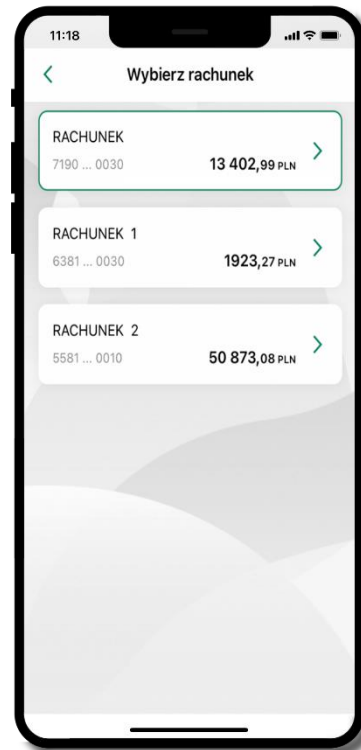 11:18
Wybierz rachunek
RACHUNEK
7190 ... 0030 13 402,99 PLN
RACHUNEK 1
6381 ... 0030 1923,27 PLN
RACHUNEK 2
5581 ... 0010 50 873,08 PLN